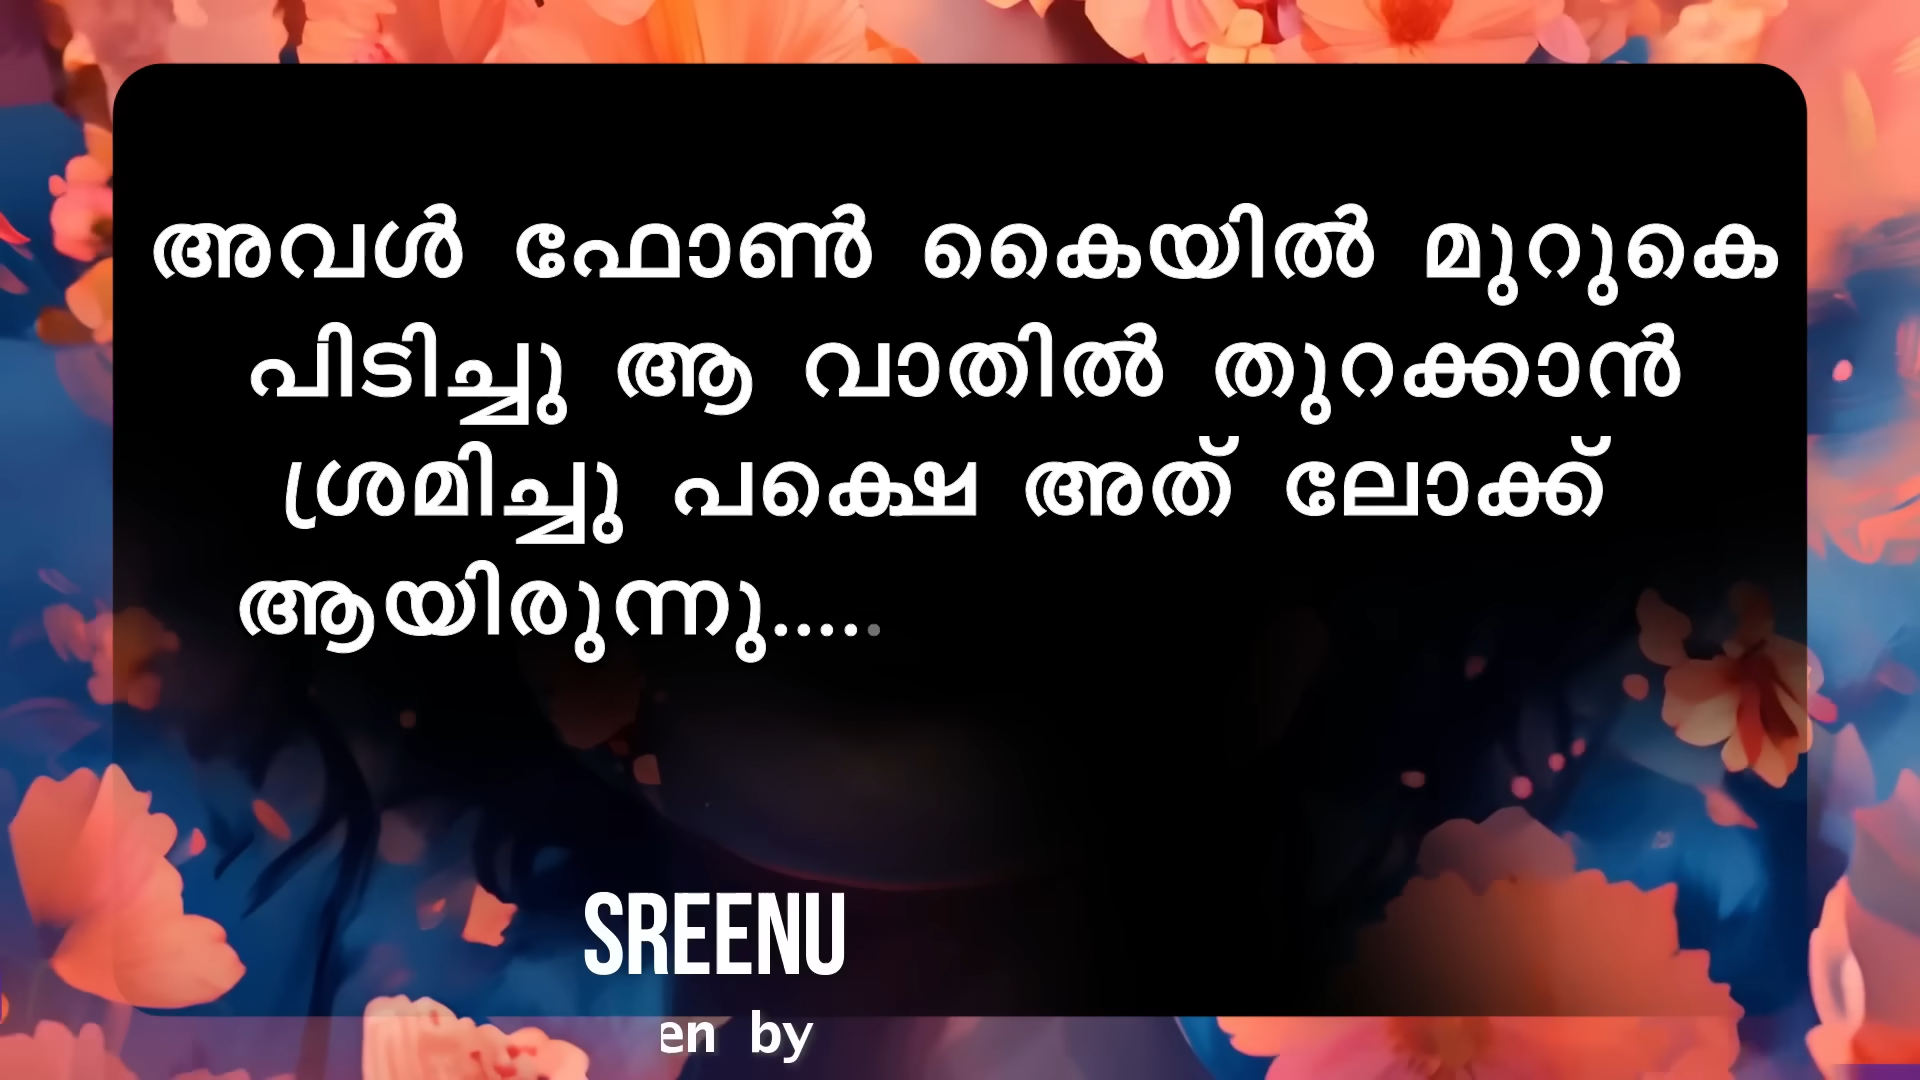 അവൾ ഫോൺ കൈയിൽ മുറുകെ
പിടിച്ചു ആ വാതിൽ തുറക്കാൻ
ശ്രമിച്ചു പക്ഷെ അത് ലോക്ക്
ആയിരുന്നു.....
SREENU
en by